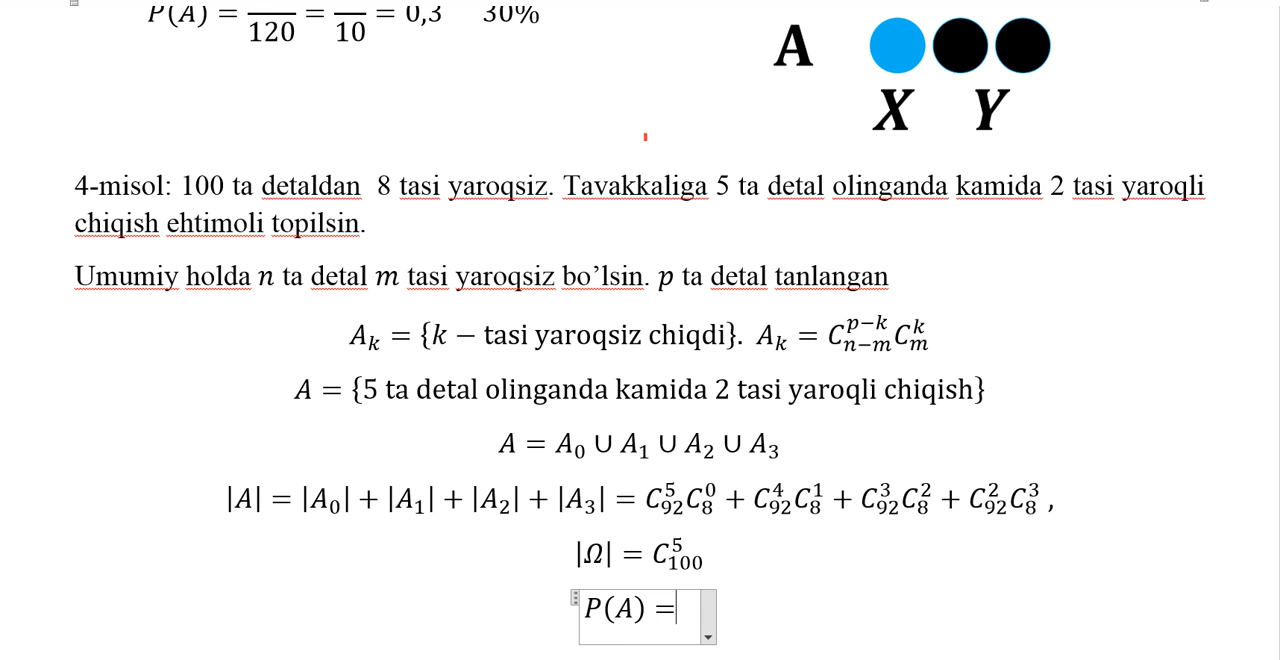 P(A) = ─── = ─── = 0,3 30%
120 10
A
X Y
4-misol: 100 ta detaldan 8 tasi yaroqsiz. Tavakkaliga 5 ta detal olinganda kamida 2 tasi yaroqli
chiqish ehtimoli topilsin.
Umumiy holda n ta detal m tasi yaroqsiz bo’lsin. p ta detal tanlangan
A_k = {k − tasi yaroqsiz chiqdi}. A_k = C_{n−m}^{p−k} C_m^k
A = {5 ta detal olinganda kamida 2 tasi yaroqli chiqish}
A = A_0 ∪ A_1 ∪ A_2 ∪ A_3
|A| = |A_0| + |A_1| + |A_2| + |A_3| = C_{92}^5 C_8^0 + C_{92}^4 C_8^1 + C_{92}^3 C_8^2 + C_{92}^2 C_8^3 ,
|Ω| = C_{100}^5
P(A) =